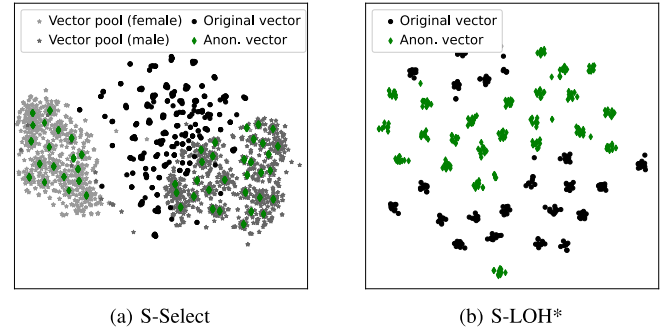 Vector pool (female)
Vector pool (male)
Original vector
Anon. vector
Original vector
Anon. vector
(a) S-Select
(b) S-LOH*